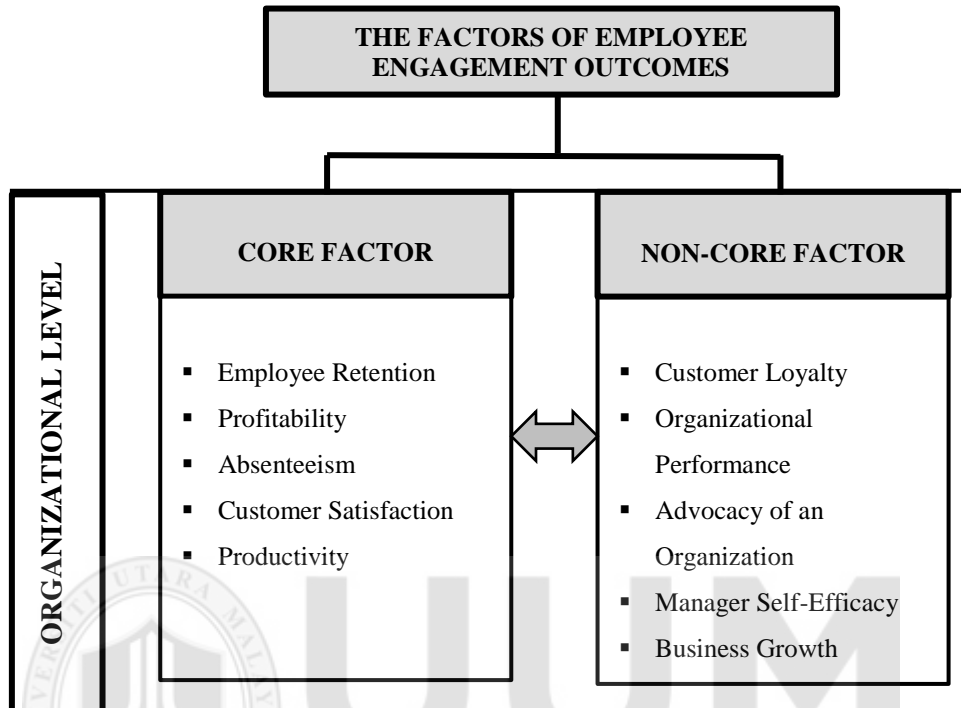 THE FACTORS OF EMPLOYEE
ENGAGEMENT OUTCOMES
ORGANIZATIONAL LEVEL
CORE FACTOR
▪ Employee Retention
▪ Profitability
▪ Absenteeism
▪ Customer Satisfaction
▪ Productivity
NON-CORE FACTOR
▪ Customer Loyalty
▪ Organizational
Performance
▪ Advocacy of an
Organization
▪ Manager Self-Efficacy
▪ Business Growth
UUM